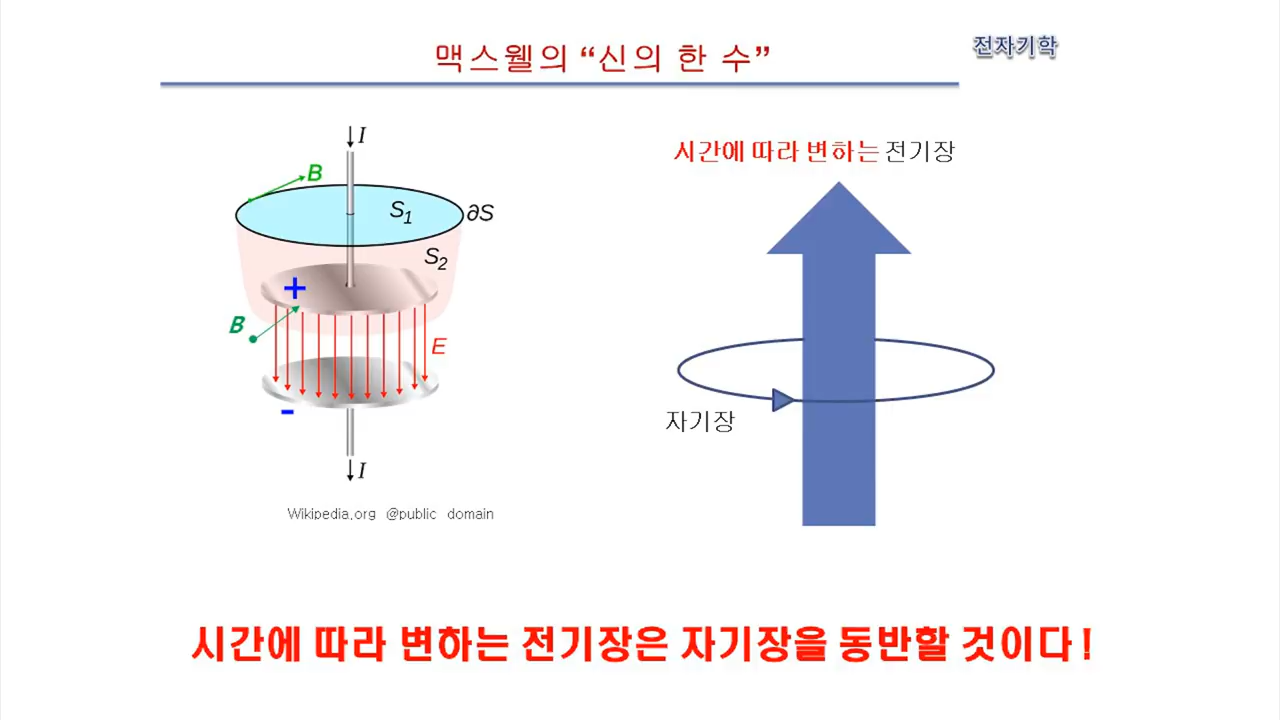 맥스웰의 “신의 한 수”
전자기학
I
B
S1
∂S
S2
+
B
E
-
I
Wikipedia.org @public domain
시간에 따라 변하는 전기장
자기장
시간에 따라 변하는 전기장은 자기장을 동반할 것이다!